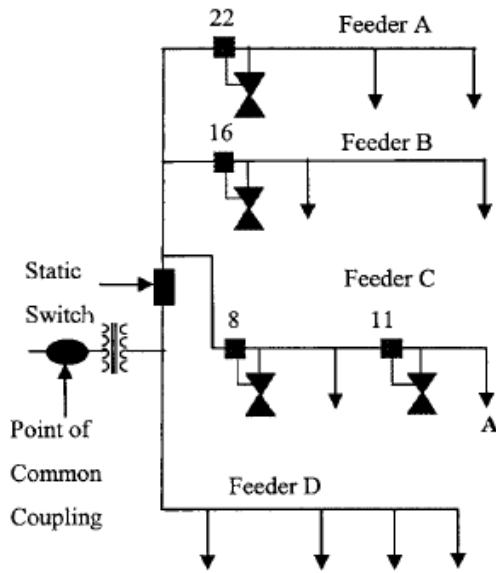 22
Feeder A
16
Feeder B
Static
Switch
Feeder C
8
11
A
Point of
Common
Coupling
Feeder D